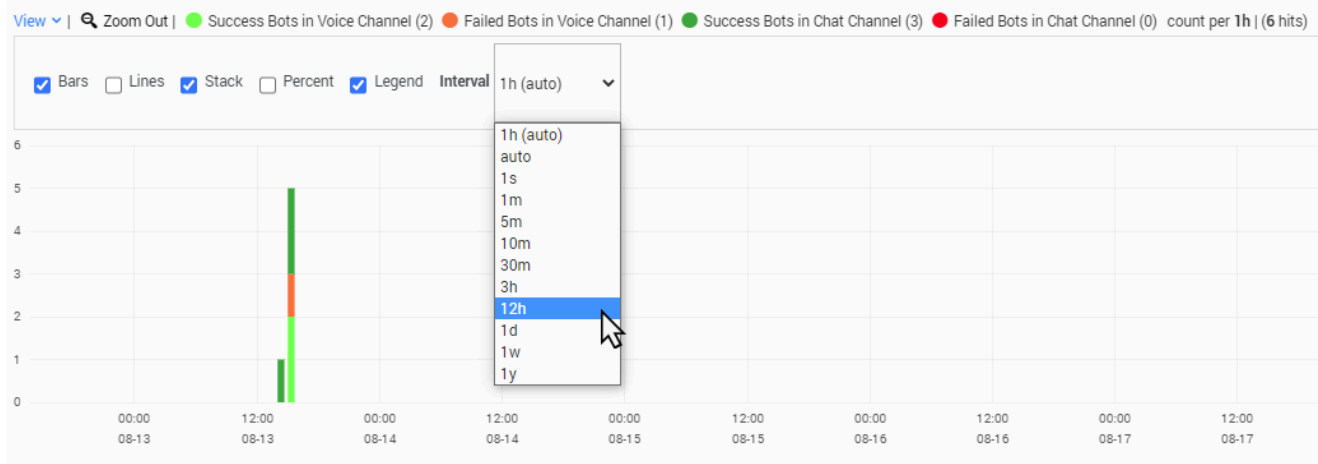 View | Zoom Out | Success Bots in Voice Channel (2) Failed Bots in Voice Channel (1) Success Bots in Chat Channel (3) Failed Bots in Chat Channel (0) count per 1h | (6 hits)
Bars Lines Stack Percent Legend Interval 1h (auto)
1h (auto)
auto
1s
1m
5m
10m
30m
3h
12h
1d
1w
1y
6
5
4
3
2
1
0
00:00 12:00 00:00 12:00 00:00 12:00 00:00 12:00 00:00 12:00
08-13 08-13 08-14 08-14 08-15 08-15 08-16 08-16 08-17 08-17